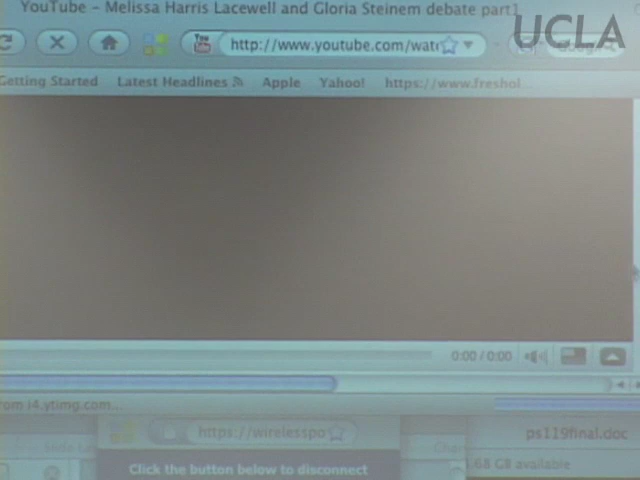 YouTube - Melissa Harris Lacewell and Gloria Steinem debate part1
UCLA
http://www.youtube.com/wat
Getting Started Latest Headlines Apple Yahoo! https://www.freshol...
0:00 / 0:00
from i4.ytimg.com...
https://wirelesspo
ps119final.doc
Click the button below to disconnect
.68 GB available